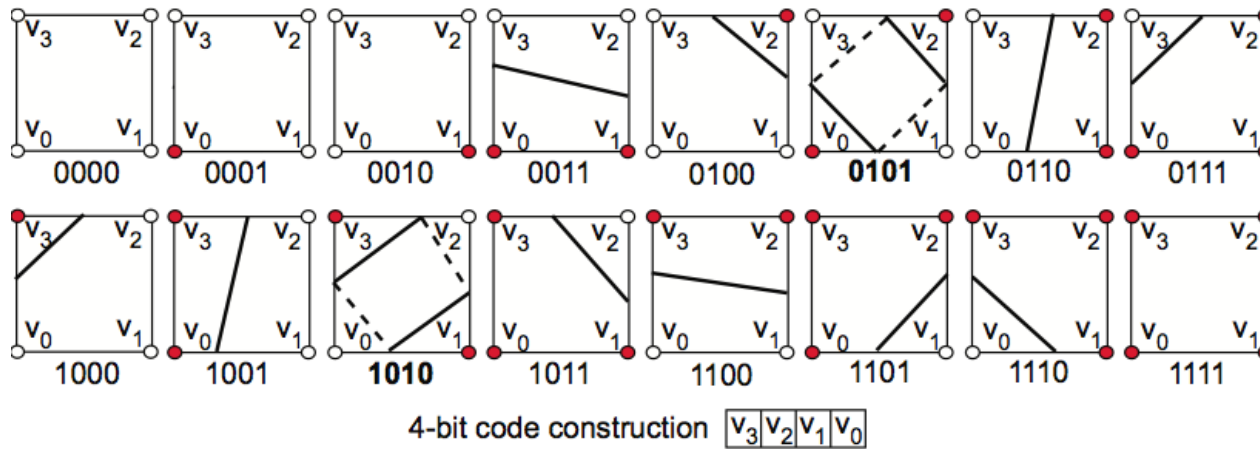 v3 v2 v3 v2 v3 v2 v3 v2 v3 v2 v3 v2 v3 v2 v3 v2
v0 v1 v0 v1 v0 v1 v0 v1 v0 v1 v0 v1 v0 v1 v0 v1
0000 0001 0010 0011 0100 0101 0110 0111
v3 v2 v3 v2 v3 v2 v3 v2 v3 v2 v3 v2 v3 v2 v3 v2
v0 v1 v0 v1 v0 v1 v0 v1 v0 v1 v0 v1 v0 v1 v0 v1
1000 1001 1010 1011 1100 1101 1110 1111
4-bit code construction v3 v2 v1 v0